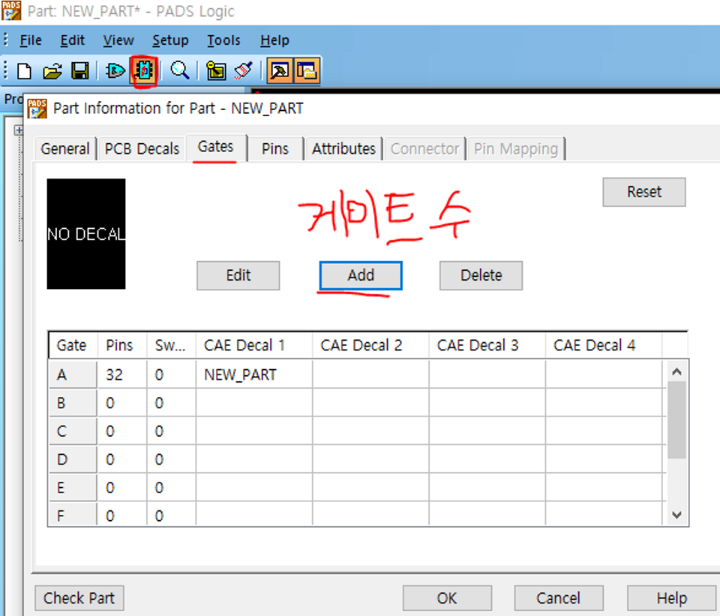 Part: NEW_PART* - PADS Logic
File Edit View Setup Tools Help
Pro
Part Information for Part - NEW_PART
General PCB Decals Gates Pins Attributes Connector Pin Mapping
Reset
NO DECAL
게이트 수
Edit Add Delete
Gate Pins Sw... CAE Decal 1 CAE Decal 2 CAE Decal 3 CAE Decal 4
A 32 0 NEW_PART
B 0 0
C 0 0
D 0 0
E 0 0
F 0 0
Check Part OK Cancel Help